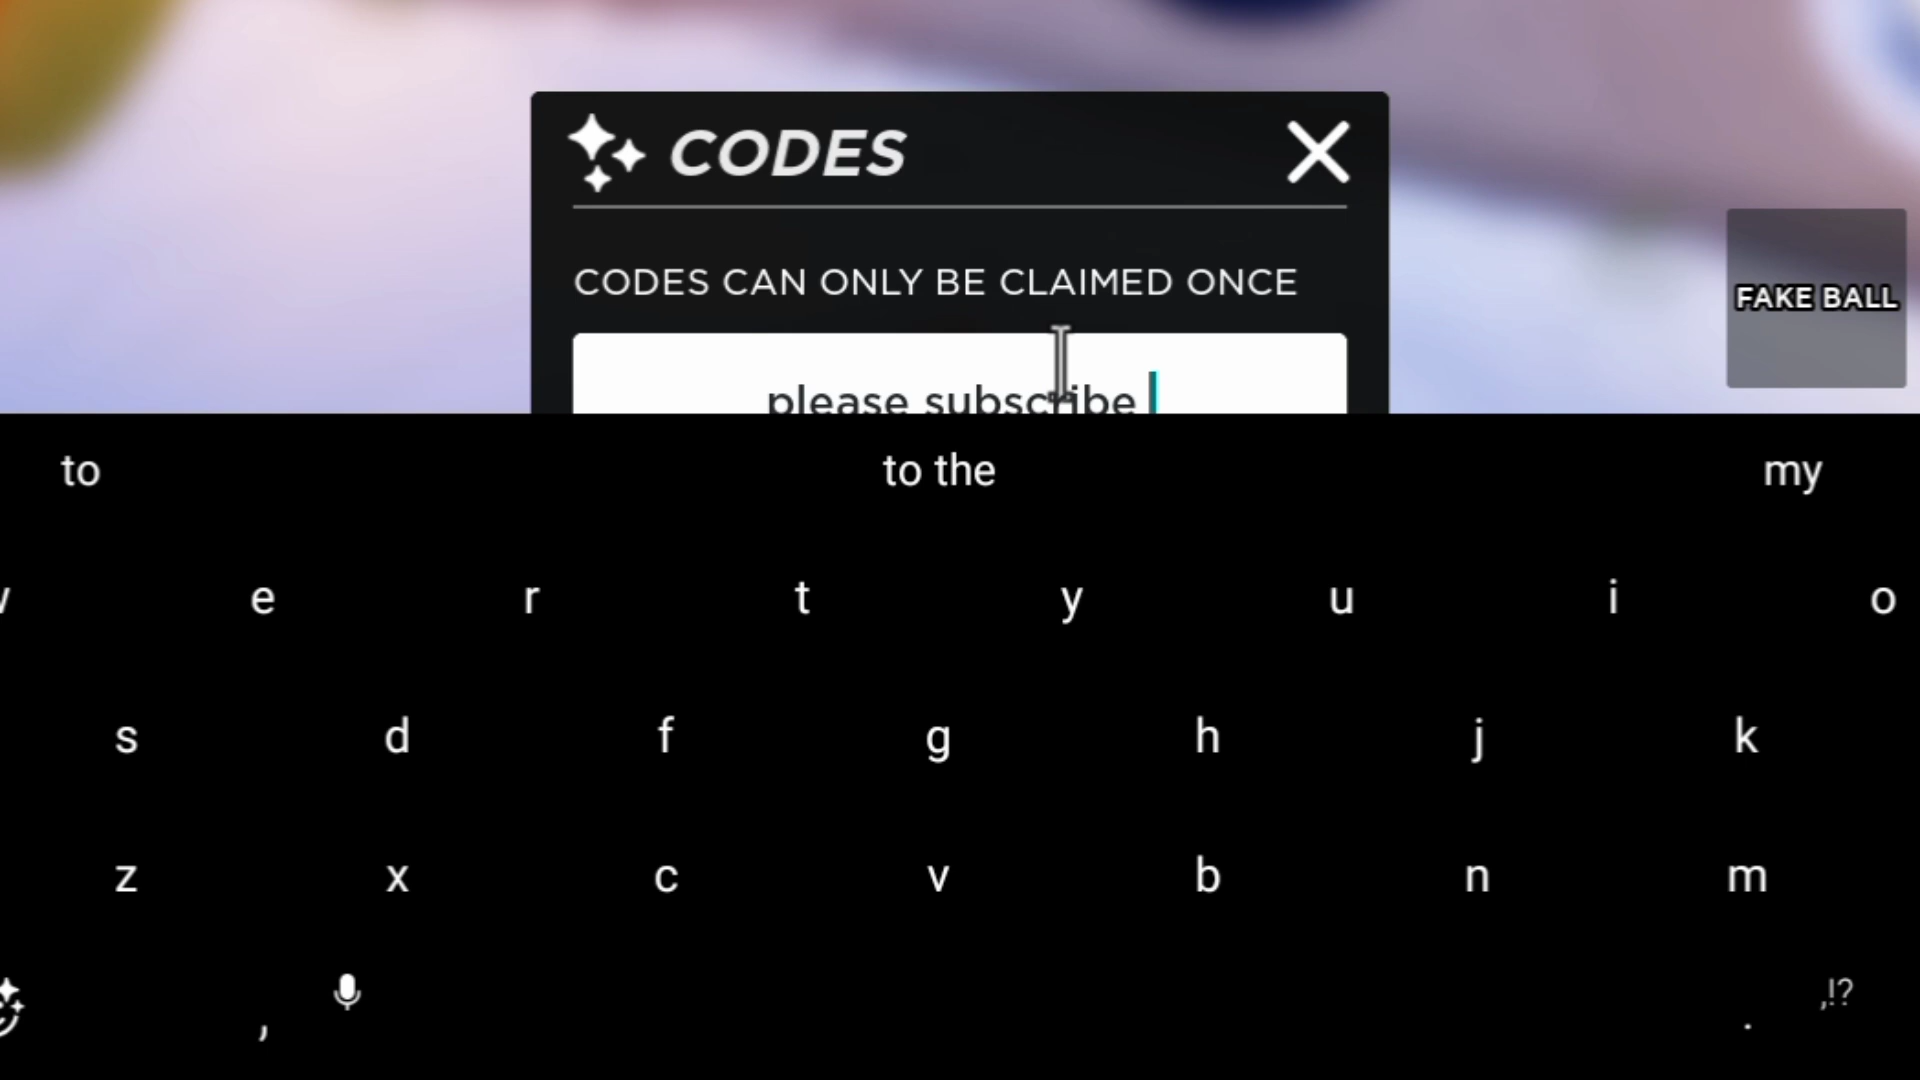 CODES
CODES CAN ONLY BE CLAIMED ONCE
FAKE BALL
please subscribe
to to the my
e r t y u i o
s d f g h j k
z x c v b n m
, . ,!?